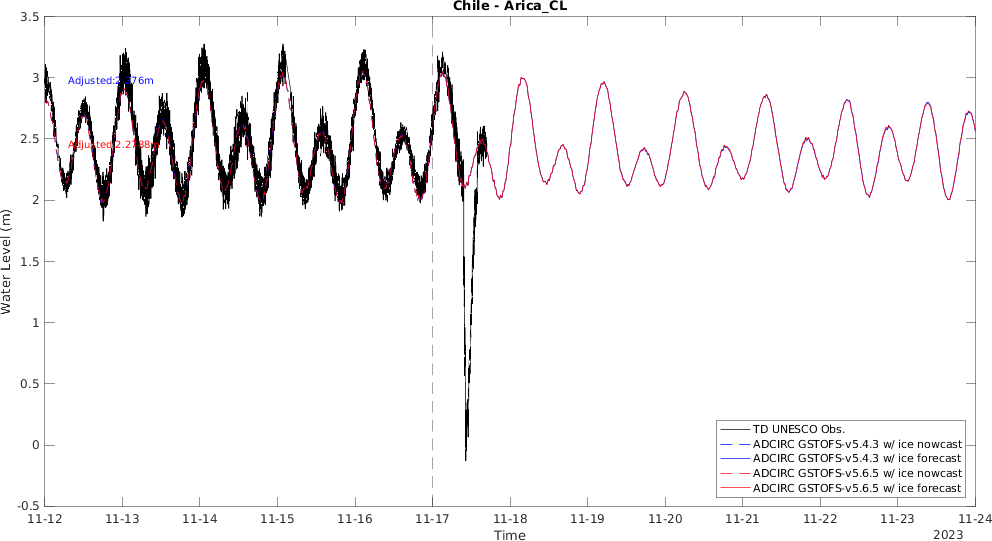 Chile - Arica_CL
3.5
3
2.5
2
1.5
1
0.5
0
-0.5
Water Level (m)
Adjusted:
Adjusted:2.2788m
11-12
11-13
11-14
11-15
11-16
11-17
11-18
11-19
11-20
11-21
11-22
11-23
11-24
Time
2023
TD UNESCO Obs.
ADCIRC GSTOFS-v5.4.3 w/ ice nowcast
ADCIRC GSTOFS-v5.4.3 w/ ice forecast
ADCIRC GSTOFS-v5.6.5 w/ ice nowcast
ADCIRC GSTOFS-v5.6.5 w/ ice forecast